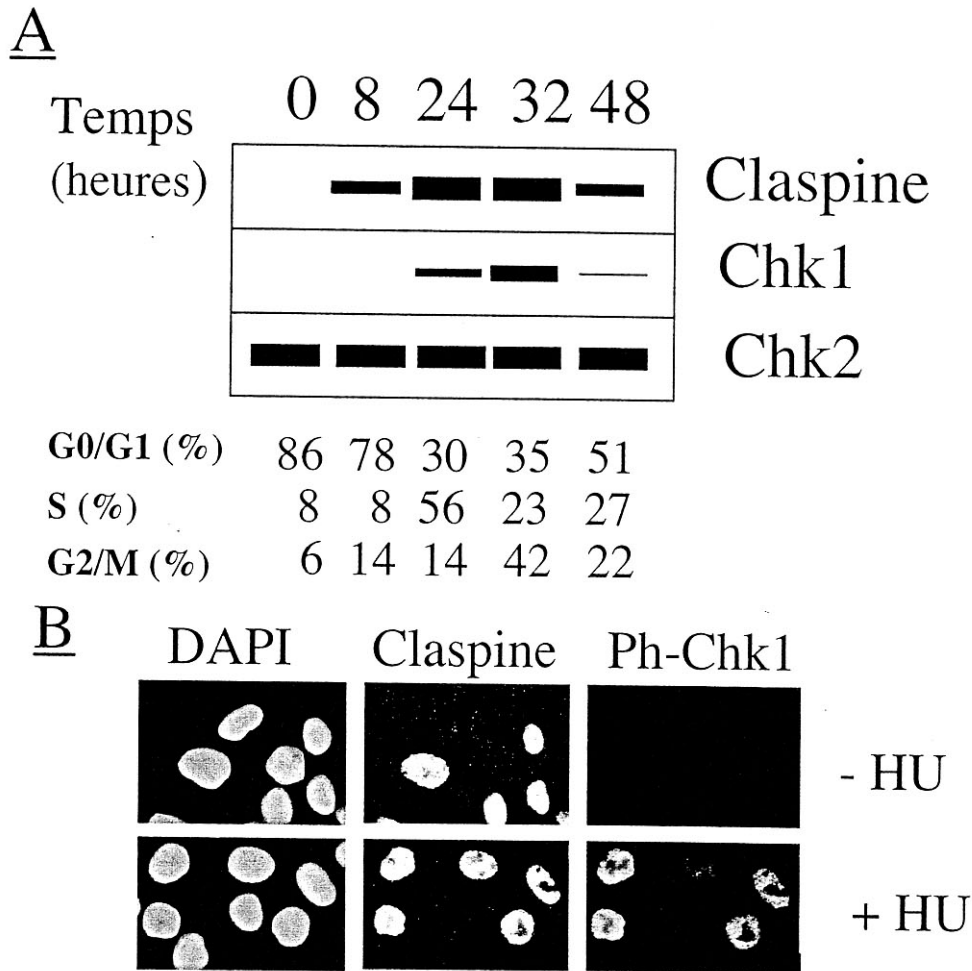 A
Temps 0 8 24 32 48
(heures)
Claspine
Chk1
Chk2
G0/G1 (%) 86 78 30 35 51
S (%) 8 8 56 23 27
G2/M (%) 6 14 14 42 22
B
DAPI Claspine Ph-Chk1
- HU
+ HU